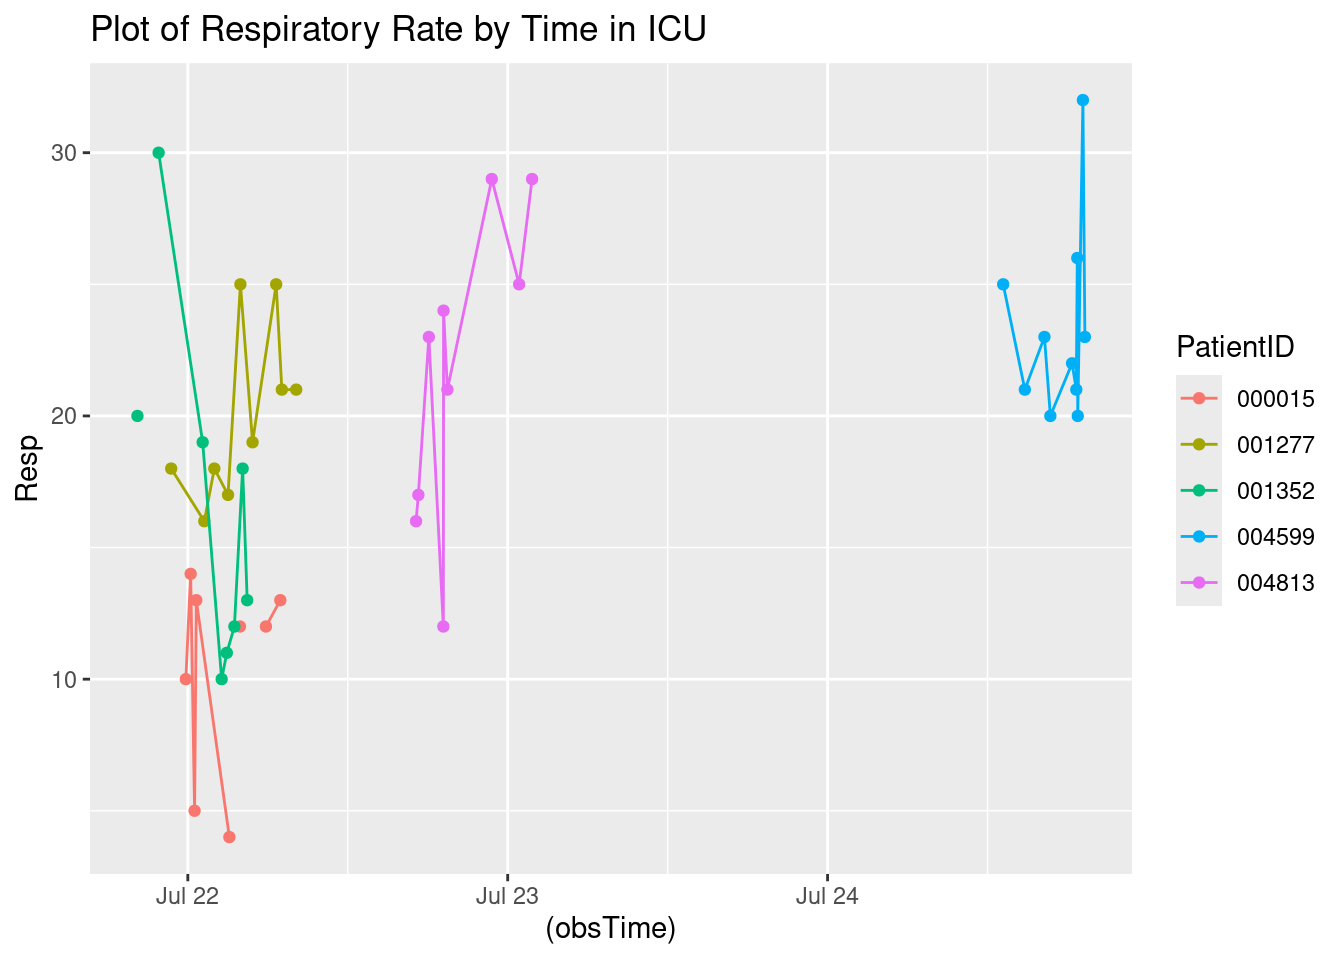 Plot of Respiratory Rate by Time in ICU
30
20
10
Resp
Jul 22
Jul 23
Jul 24
(obsTime)
PatientID
000015
001277
001352
004599
004813